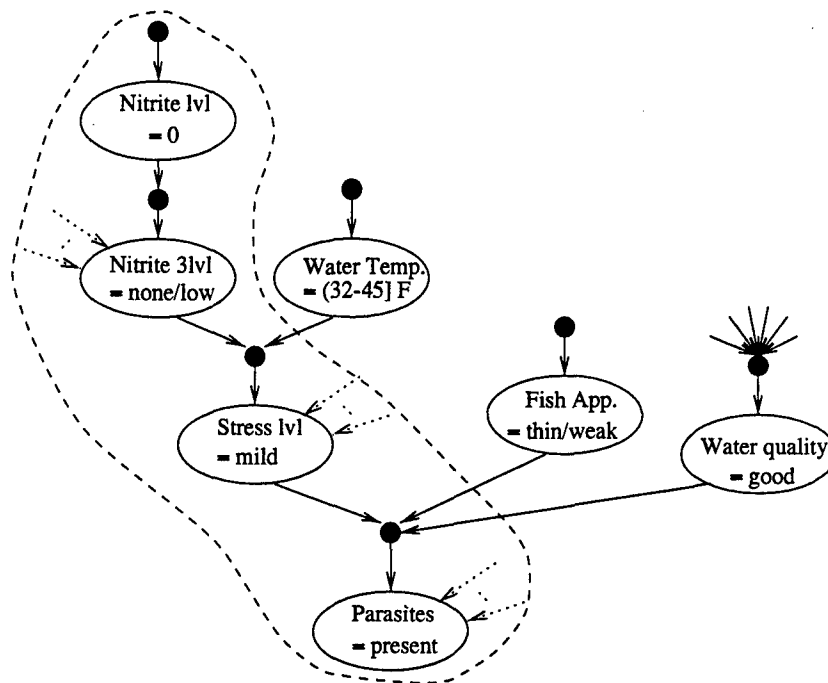 Nitrite lvl
= 0
Nitrite 3lvl
= none/low
Water Temp.
= (32-45] F
Stress lvl
= mild
Fish App.
= thin/weak
Water quality
= good
Parasites
= present